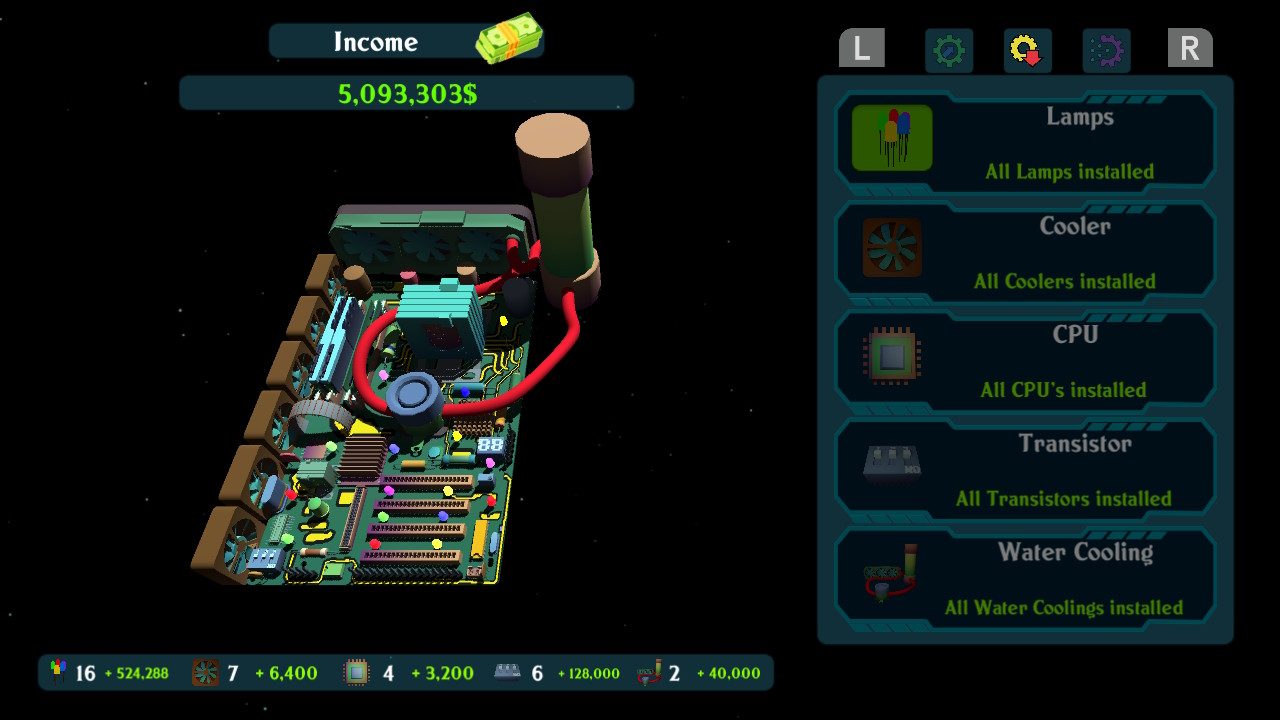 Income
5,093,303$
L
R
Lamps
All Lamps installed
Cooler
All Coolers installed
CPU
All CPU's installed
Transistor
All Transistors installed
Water Cooling
All Water Coolings installed
88
16 + 524,288 7 + 6,400 4 + 3,200 6 + 128,000 2 + 40,000